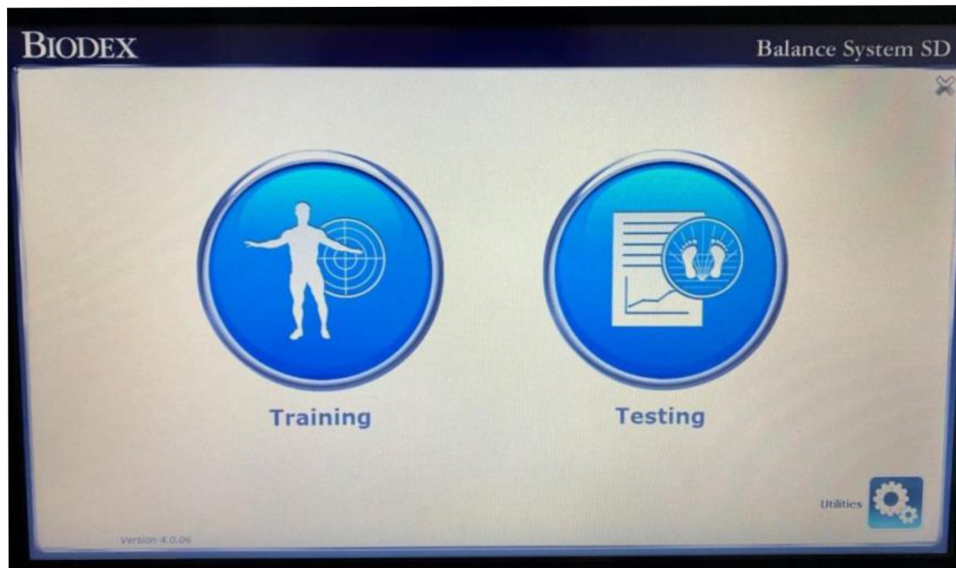 BIODEX
Balance System SD
Training
Testing
Utilities
Version 4.0.06